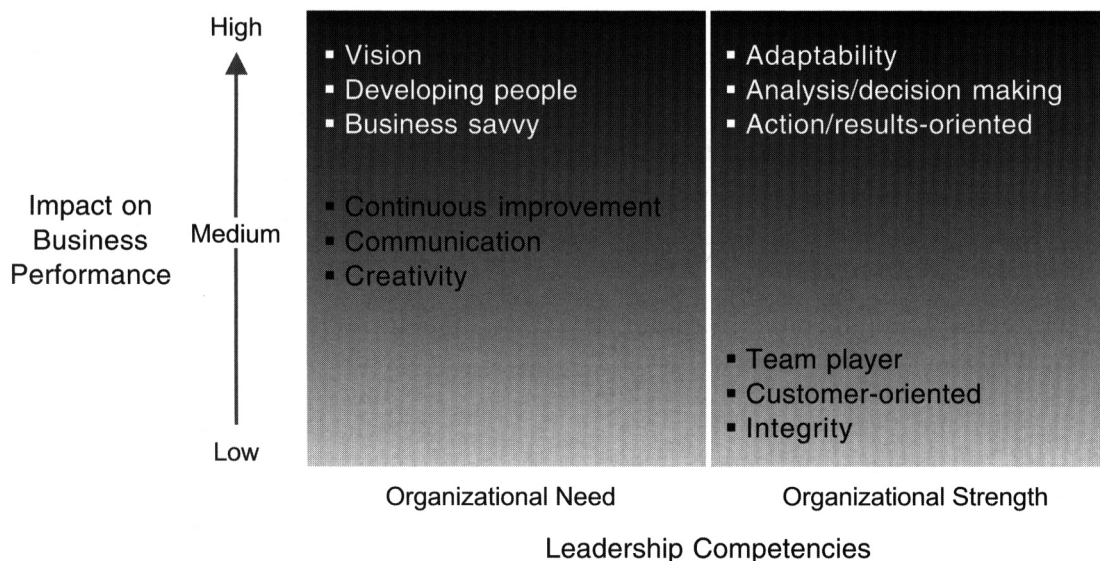 High
▪ Vision
▪ Developing people
▪ Business savvy
▪ Adaptability
▪ Analysis/decision making
▪ Action/results-oriented
Impact on
Business
Performance
Medium
▪ Continuous improvement
▪ Communication
▪ Creativity
▪ Team player
▪ Customer-oriented
▪ Integrity
Low
Organizational Need
Organizational Strength
Leadership Competencies